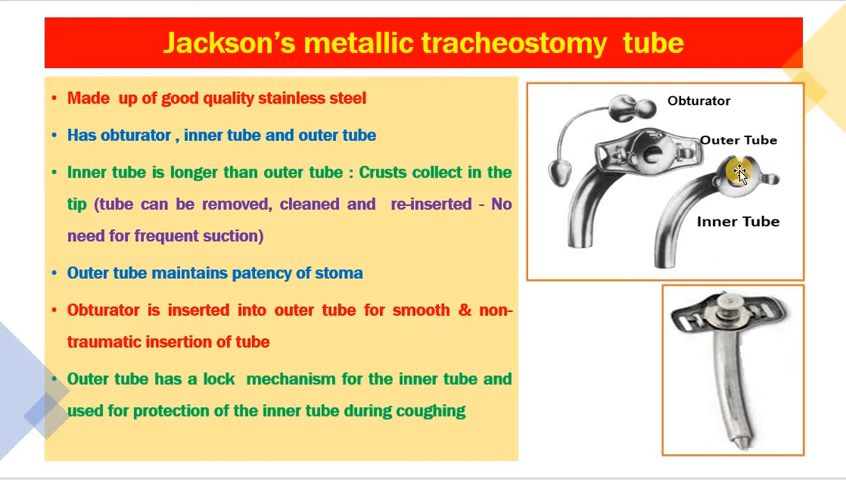 Jackson's metallic tracheostomy tube
• Made up of good quality stainless steel
• Has obturator , inner tube and outer tube
• Inner tube is longer than outer tube : Crusts collect in the
tip (tube can be removed, cleaned and re-inserted - No
need for frequent suction)
• Outer tube maintains patency of stoma
• Obturator is inserted into outer tube for smooth & non-
traumatic insertion of tube
• Outer tube has a lock mechanism for the inner tube and
used for protection of the inner tube during coughing
Obturator
Outer Tube
Inner Tube